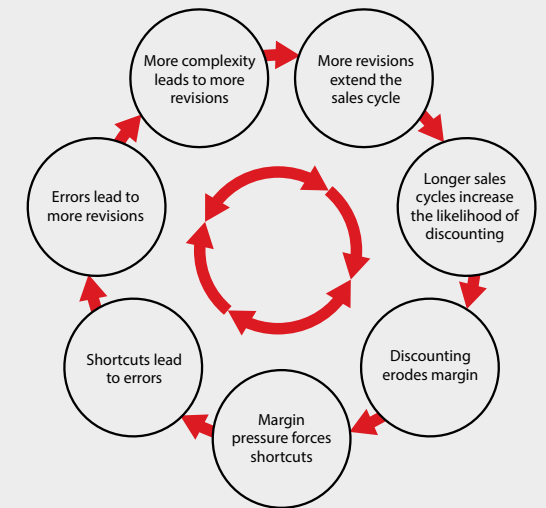 More complexity
leads to more
revisions
More revisions
extend the
sales cycle
Longer sales
cycles increase
the likelihood of
discounting
Discounting
erodes margin
Margin
pressure forces
shortcuts
Shortcuts lead
to errors
Errors lead to
more revisions